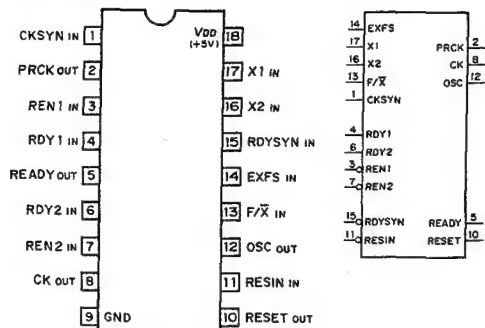 CKSYN IN 1
PRCK OUT 2
REN1 IN 3
RDY1 IN 4
READY OUT 5
RDY2 IN 6
REN2 IN 7
CK OUT 8
9 GND
VDD 18
(+5V)
17 X1 IN
16 X2 IN
15 RDYSYN IN
14 EXFS IN
13 F/X̅ IN
12 OSC OUT
11 RESIN IN
10 RESET OUT
14 EXFS
17 X1
16 X2
13 F/X̅
1 CKSYN
4 RDY1
6 RDY2
3 REN1
7 REN2
15 RDYSYN
11 RESIN
PRCK 2
CK 8
OSC 12
READY 5
RESET 10